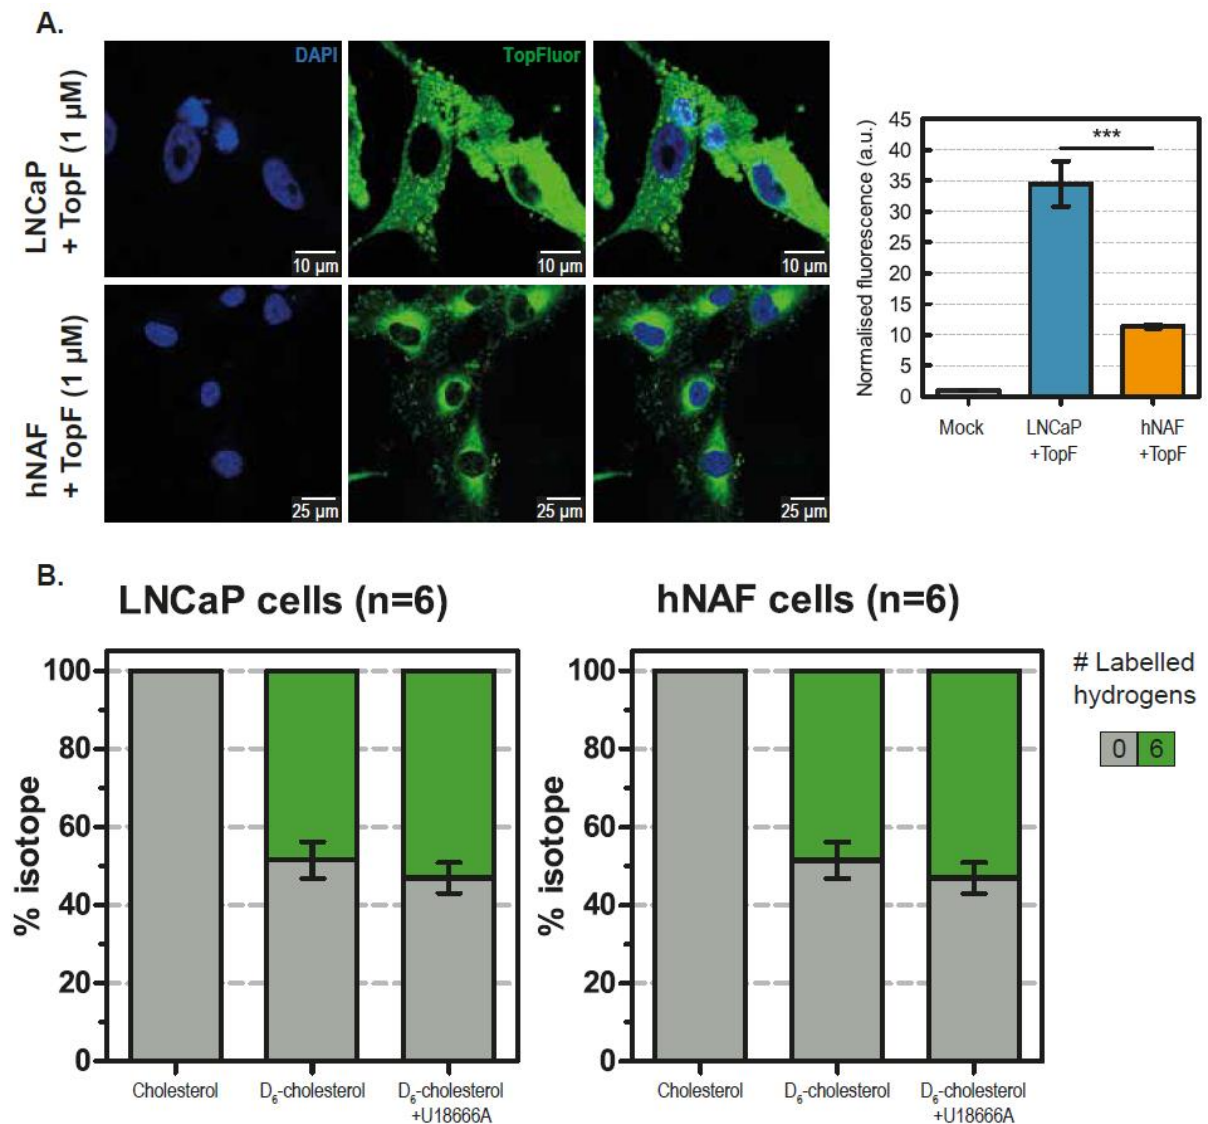 A.
LNCaP
+ TopF (1 µM)
DAPI
TopFluor
10 µm
10 µm
10 µm
hNAF
+ TopF (1 µM)
25 µm
25 µm
25 µm
Normalised fluorescence (a.u.)
45
40
35
30
25
20
15
10
5
0
***
Mock
LNCaP
+TopF
hNAF
+TopF
B.
LNCaP cells (n=6)
% isotope
100
80
60
40
20
0
Cholesterol
D₆-cholesterol
D₆-cholesterol
+U18666A
hNAF cells (n=6)
% isotope
100
80
60
40
20
0
Cholesterol
D₆-cholesterol
D₆-cholesterol
+U18666A
# Labelled
hydrogens
0 6